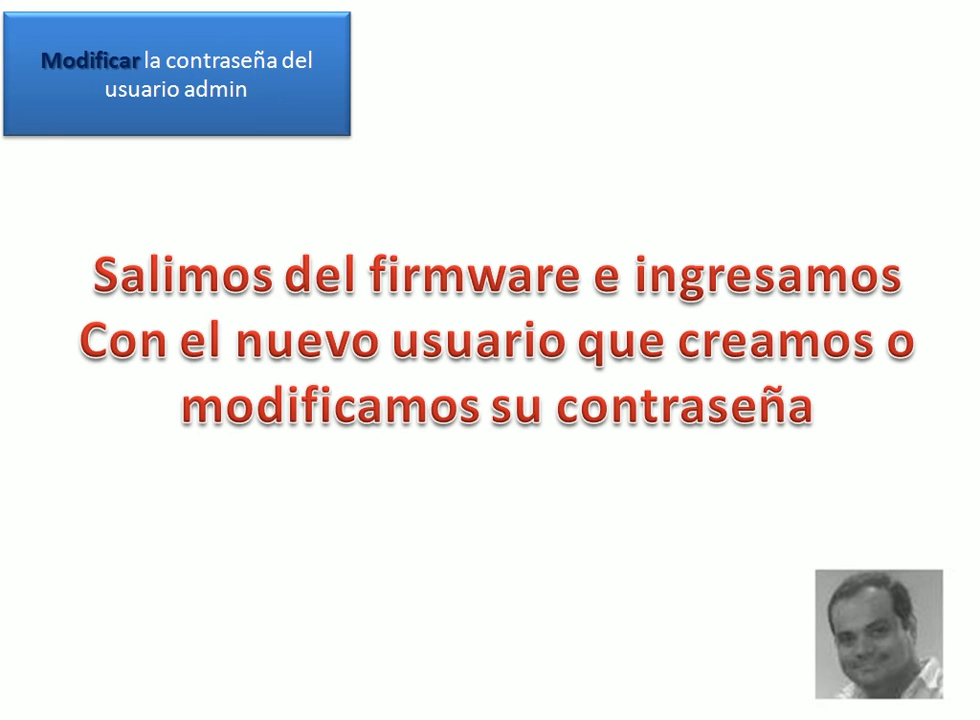 Modificar la contraseña del
usuario admin
Salimos del firmware e ingresamos
Con el nuevo usuario que creamos o
modificamos su contraseña